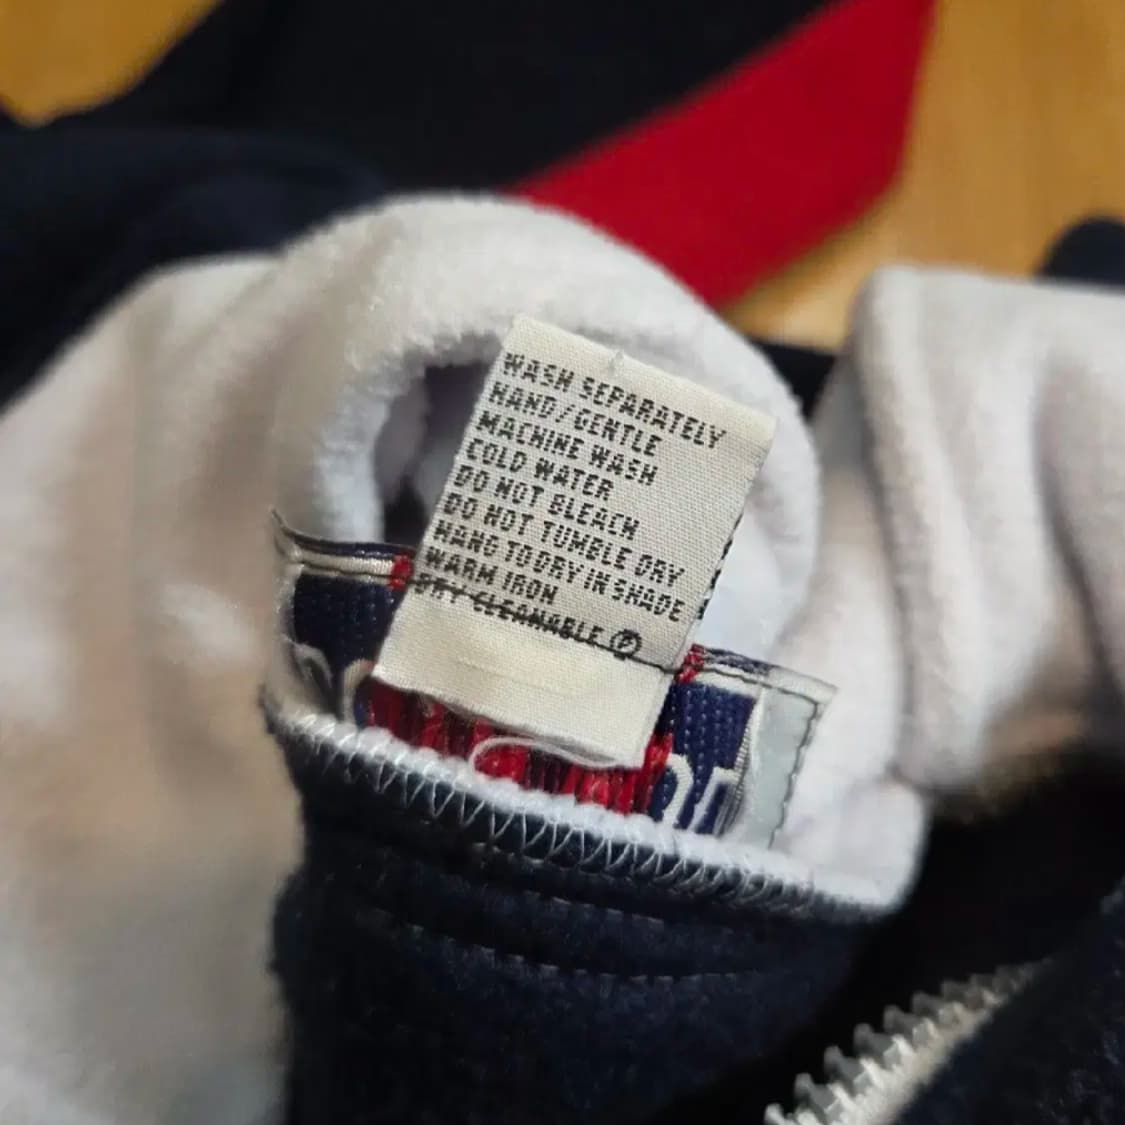 WASH SEPARATELY
HAND/GENTLE
MACHINE WASH
COLD WATER
DO NOT BLEACH
DO NOT TUMBLE DRY
HANG TO DRY IN SHADE
WARM IRON
DRY CLEANABLE Ⓟ